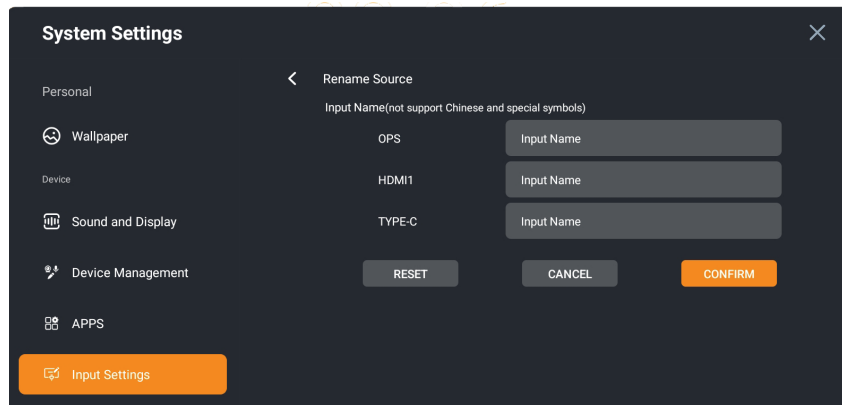 System Settings
Personal
Wallpaper
Device
Sound and Display
Device Management
APPS
Input Settings
Rename Source
Input Name(not support Chinese and special symbols)
OPS Input Name
HDMI1 Input Name
TYPE-C Input Name
RESET CANCEL CONFIRM